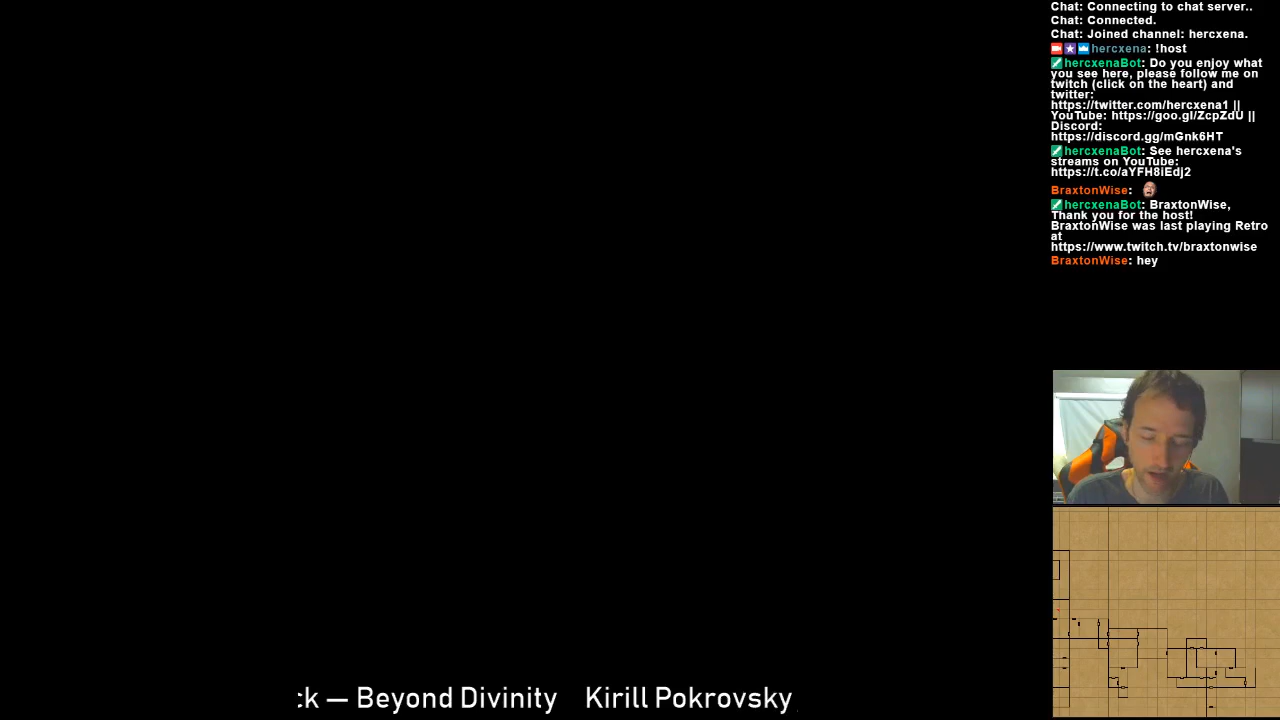 Chat: Connecting to chat server..
Chat: Connected.
Chat: Joined channel: hercxena.
hercxena: !host
hercxenaBot: Do you enjoy what
you see here, please follow me on
twitch (click on the heart) and
twitter:
https://twitter.com/hercxena1 ||
YouTube: https://goo.gl/ZcpZdU ||
Discord:
https://discord.gg/mGnk6HT
hercxenaBot: See hercxena's
streams on YouTube:
https://t.co/aYFH8iEdj2
BraxtonWise:
hercxenaBot: BraxtonWise,
Thank you for the host!
BraxtonWise was last playing Retro
at
https://www.twitch.tv/braxtonwise
BraxtonWise: hey
ck — Beyond Divinity Kirill Pokrovsky